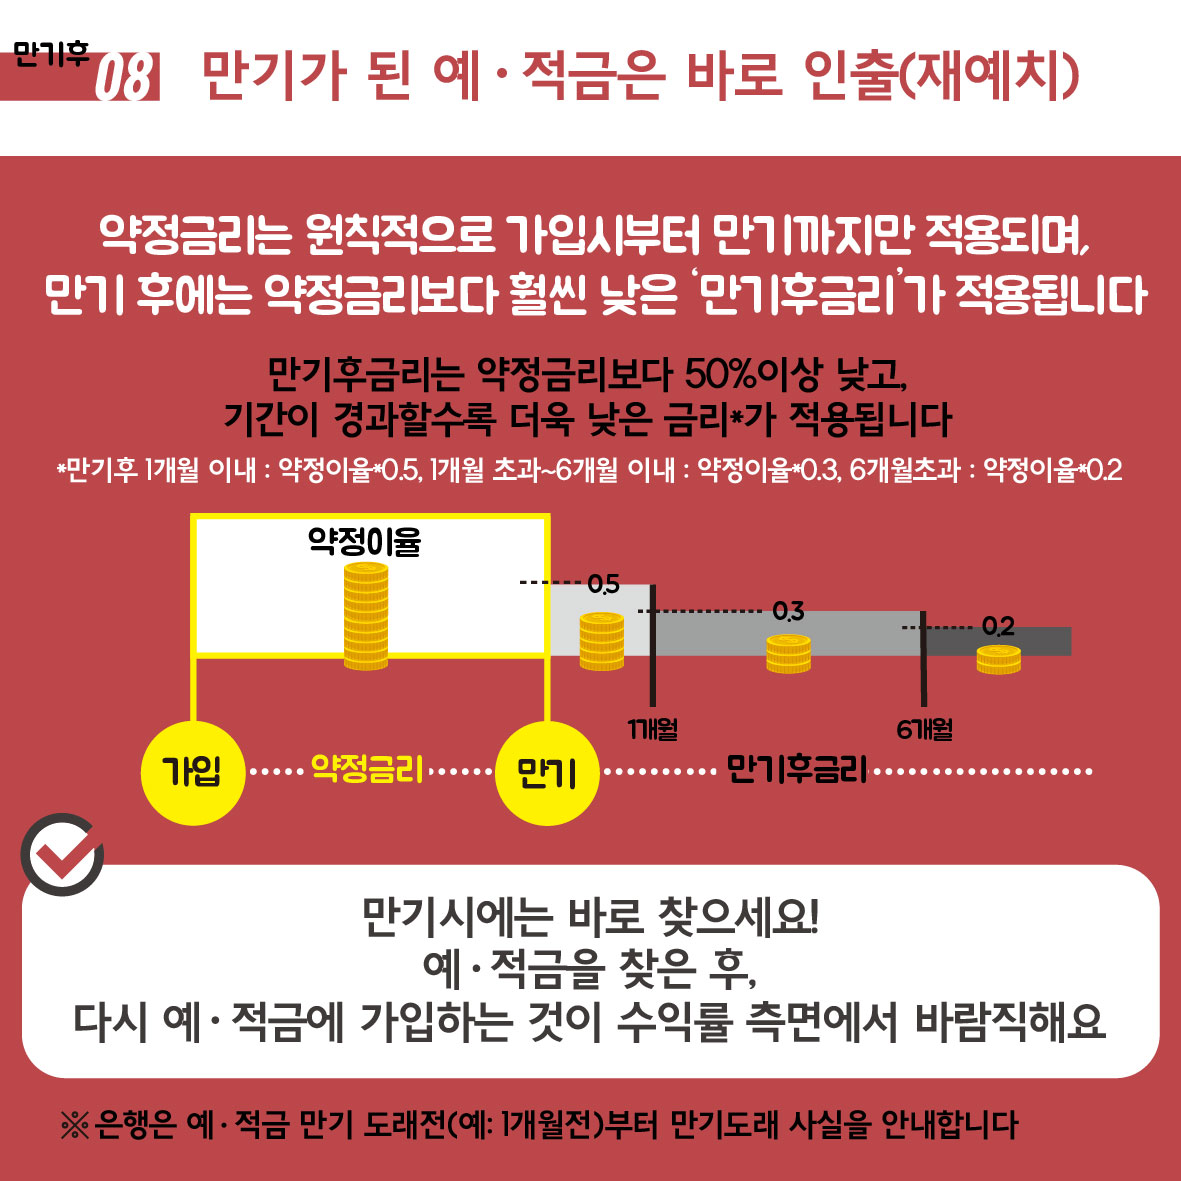 만기후
08 만기가 된 예·적금은 바로 인출(재예치)
약정금리는 원칙적으로 가입시부터 만기까지만 적용되며,
만기 후에는 약정금리보다 훨씬 낮은 '만기후금리'가 적용됩니다
만기후금리는 약정금리보다 50%이상 낮고,
기간이 경과할수록 더욱 낮은 금리*가 적용됩니다
*만기후 1개월 이내 : 약정이율*0.5, 1개월 초과~6개월 이내 : 약정이율*0.3, 6개월초과 : 약정이율*0.2
약정이율
0.5
0.3
0.2
1개월
6개월
가입 약정금리 만기 만기후금리
만기시에는 바로 찾으세요!
예·적금을 찾은 후,
다시 예·적금에 가입하는 것이 수익률 측면에서 바람직해요
※ 은행은 예·적금 만기 도래전(예: 1개월전)부터 만기도래 사실을 안내합니다